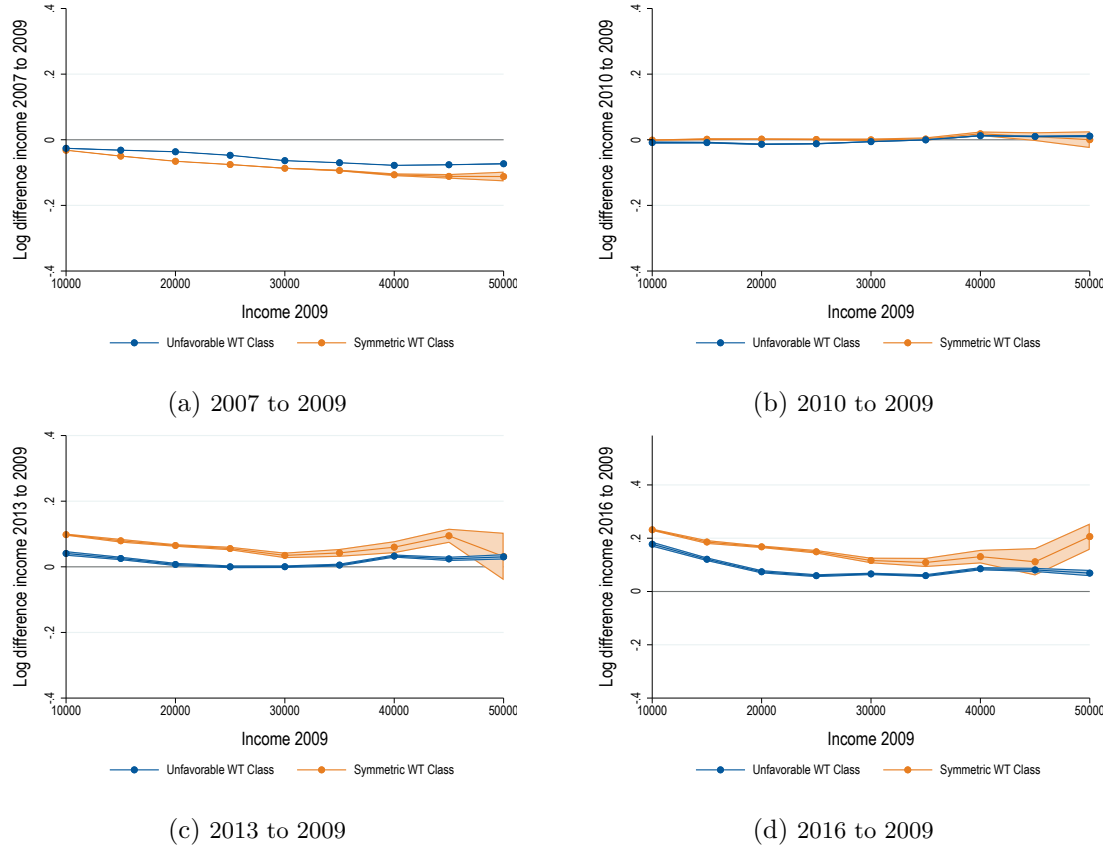 Log difference income 2007 to 2009
.4
.2
0
-.2
-.4
10000 20000 30000 40000 50000
Income 2009
Unfavorable WT Class Symmetric WT Class
(a) 2007 to 2009
Log difference income 2010 to 2009
.4
.2
0
-.2
-.4
10000 20000 30000 40000 50000
Income 2009
Unfavorable WT Class Symmetric WT Class
(b) 2010 to 2009
Log difference income 2013 to 2009
.4
.2
0
-.2
-.4
10000 20000 30000 40000 50000
Income 2009
Unfavorable WT Class Symmetric WT Class
(c) 2013 to 2009
Log difference income 2016 to 2009
.4
.2
0
-.2
-.4
10000 20000 30000 40000 50000
Income 2009
Unfavorable WT Class Symmetric WT Class
(d) 2016 to 2009